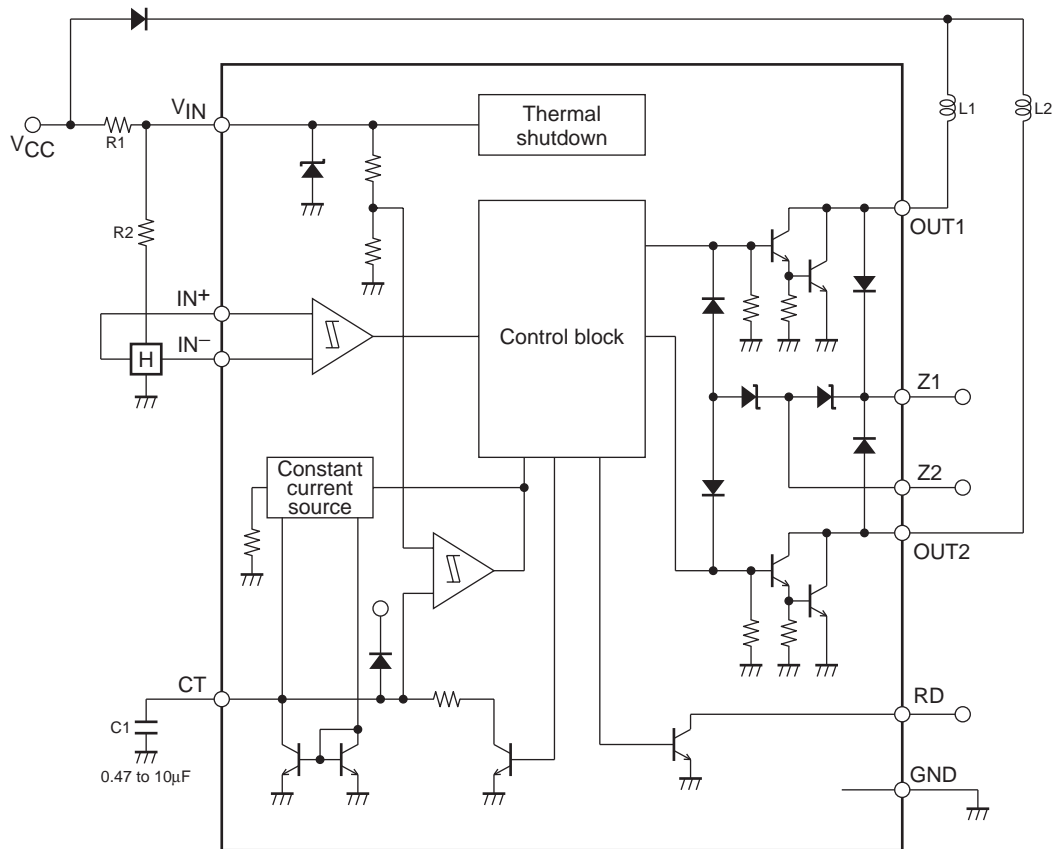 L1
L2
VIN
Thermal
shutdown
VCC
R1
OUT1
R2
IN+
IN−
H
Control block
Z1
Constant
current
source
Z2
OUT2
CT
RD
C1
0.47 to 10μF
GND